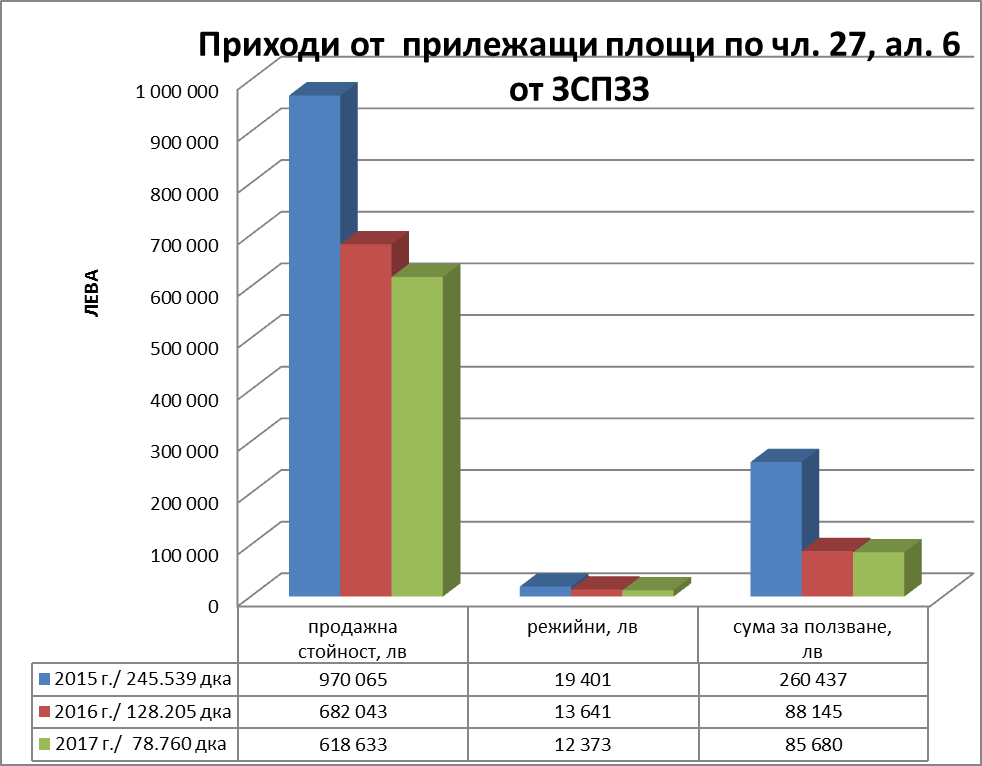 Приходи от  прилежащи площи по чл. 27, ал. 6
от ЗСПЗЗ
ЛЕВА
1 000 000
900 000
800 000
700 000
600 000
500 000
400 000
300 000
200 000
100 000
0
продажна стойност, лв
режийни, лв
сума за ползване, лв
2015 г./ 245.539 дка 970 065 19 401 260 437
2016 г./ 128.205 дка 682 043 13 641 88 145
2017 г./  78.760 дка 618 633 12 373 85 680